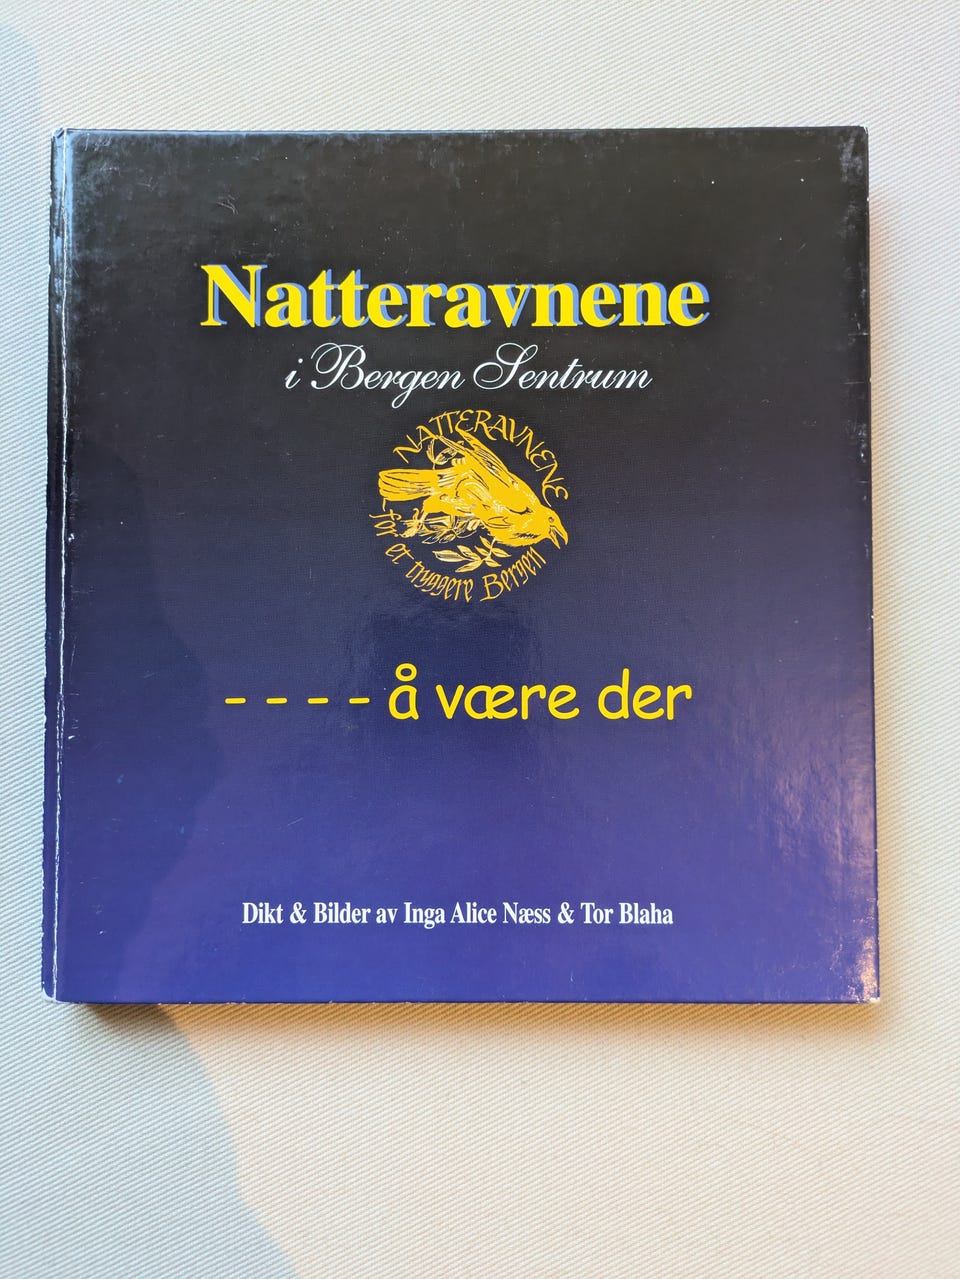 Natteravnene
i Bergen Sentrum
NATTERAVNENE
for et tryggere Bergen
- - - - å være der
Dikt & Bilder av Inga Alice Næss & Tor Blaha